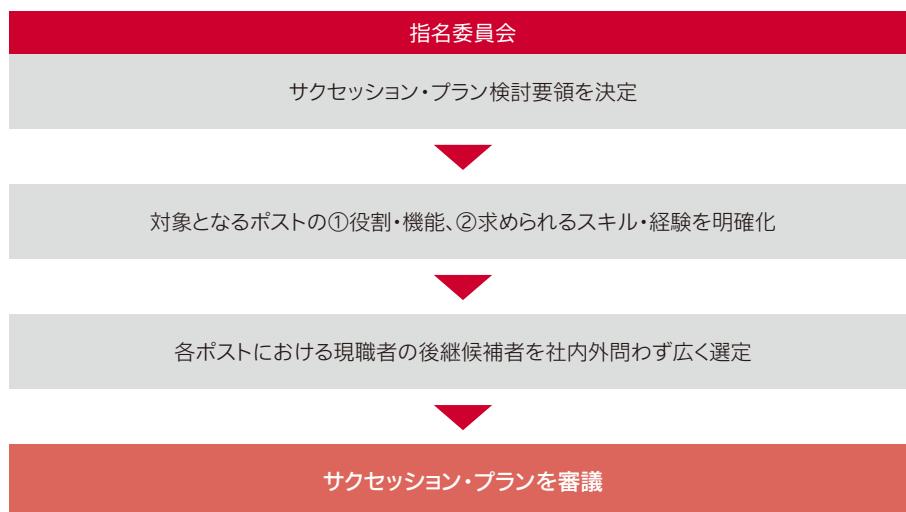 指名委員会
サクセッション・プラン検討要領を決定
対象となるポストの①役割・機能、②求められるスキル・経験を明確化
各ポストにおける現職者の後継候補者を社内外問わず広く選定
サクセッション・プランを審議